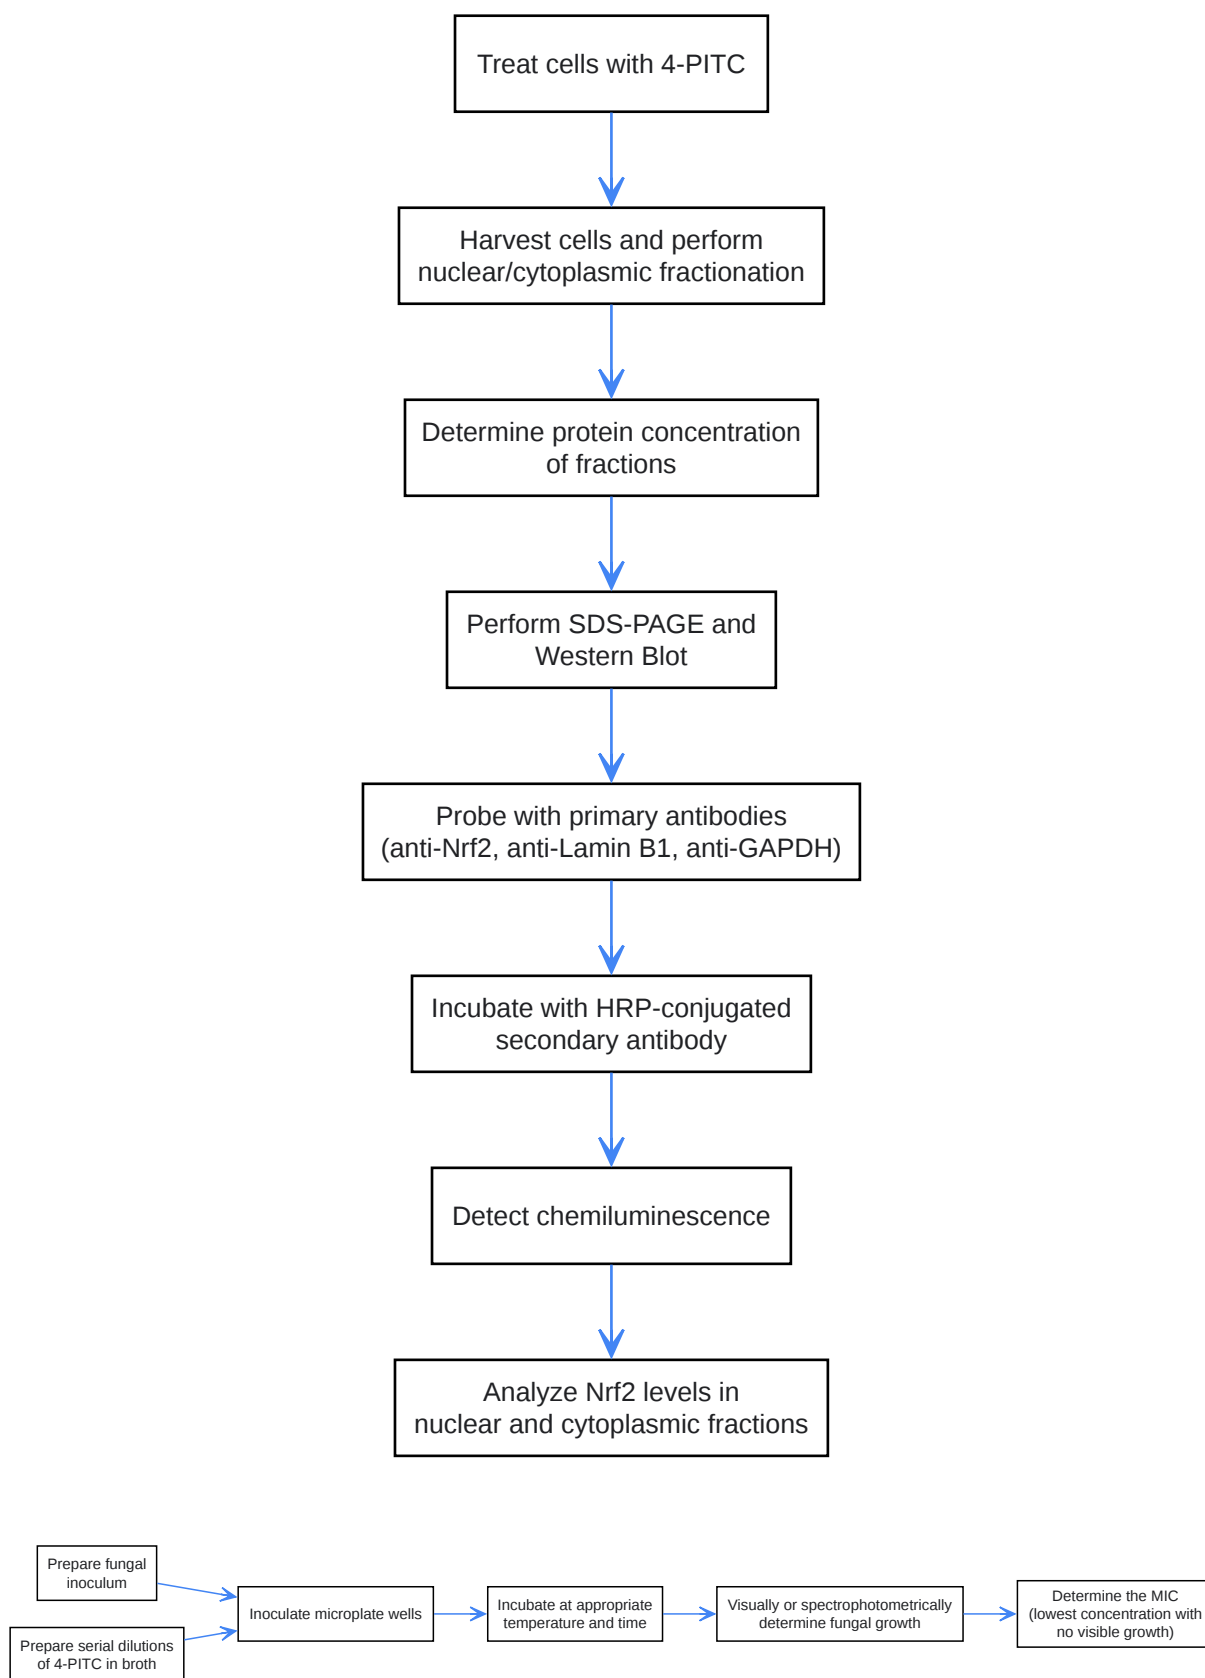 Treat cells with 4-PITC
Harvest cells and perform
nuclear/cytoplasmic fractionation
Determine protein concentration
of fractions
Perform SDS-PAGE and
Western Blot
Probe with primary antibodies
(anti-Nrf2, anti-Lamin B1, anti-GAPDH)
Incubate with HRP-conjugated
secondary antibody
Detect chemiluminescence
Analyze Nrf2 levels in
nuclear and cytoplasmic fractions
Prepare fungal
inoculum
Prepare serial dilutions
of 4-PITC in broth
Inoculate microplate wells
Incubate at appropriate
temperature and time
Visually or spectrophotometrically
determine fungal growth
Determine the MIC
(lowest concentration with
no visible growth)